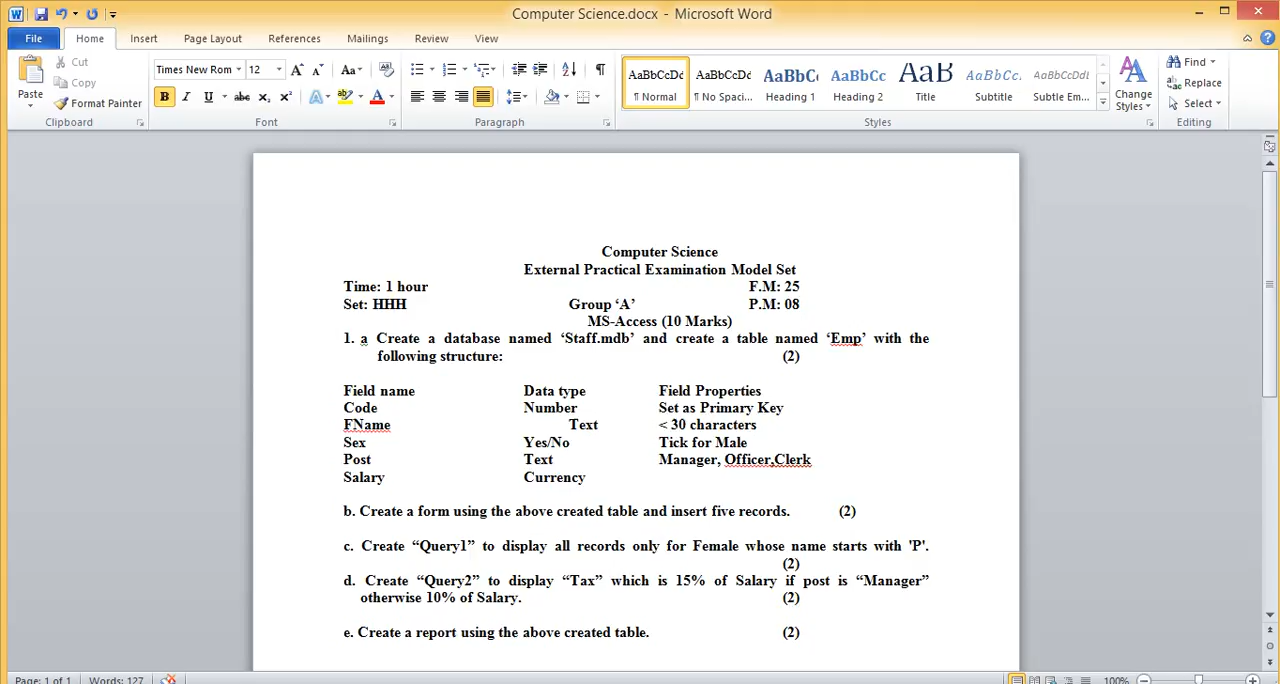 Computer Science.docx - Microsoft Word
File Home Insert Page Layout References Mailings Review View
Paste
Cut
Copy
Format Painter
Clipboard
Times New Rom 12
Font
Paragraph
AaBbCcDd AaBbCcDd AaBbC AaBbCc AaB AaBbCc. AaBbCcDd
¶ Normal ¶ No Spaci... Heading 1 Heading 2 Title Subtitle Subtle Em...
Change Styles
Styles
Find
Replace
Select
Editing
Computer Science
External Practical Examination Model Set
Time: 1 hour F.M: 25
Set: HHH Group ‘A’ P.M: 08
MS-Access (10 Marks)
1. a Create a database named ‘Staff.mdb’ and create a table named ‘Emp’ with the
following structure: (2)
Field name Data type Field Properties
Code Number Set as Primary Key
FName Text < 30 characters
Sex Yes/No Tick for Male
Post Text Manager, Officer,Clerk
Salary Currency
b. Create a form using the above created table and insert five records. (2)
c. Create “Query1” to display all records only for Female whose name starts with 'P'.
(2)
d. Create “Query2” to display “Tax” which is 15% of Salary if post is “Manager”
otherwise 10% of Salary. (2)
e. Create a report using the above created table. (2)
Page: 1 of 1 Words: 127 100%